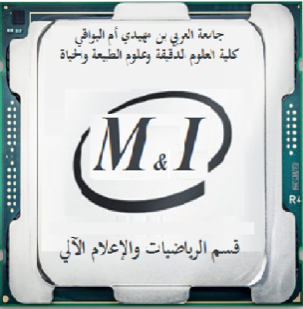 جامعة العربي بن مهيدي أم البواقي
كلية العلوم الدقيقة وعلوم الطبيعة والحياة
M & I
R4
قسم الرياضيات والإعلام الآلي